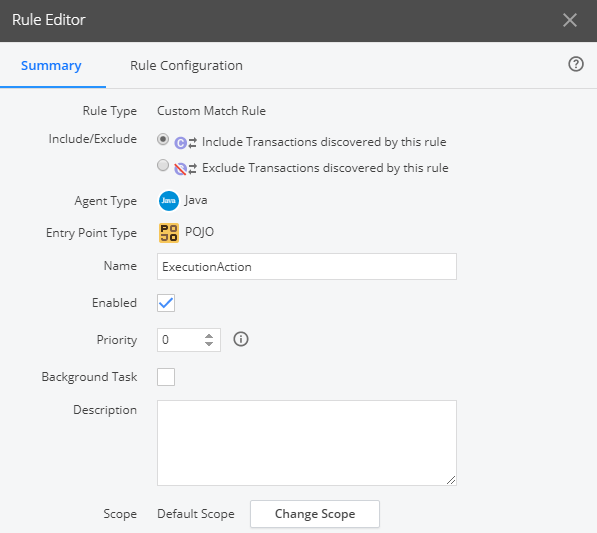 Rule Editor
Summary Rule Configuration
Rule Type Custom Match Rule
Include/Exclude Include Transactions discovered by this rule
Exclude Transactions discovered by this rule
Agent Type Java Java
Entry Point Type POJO POJO
Name ExecutionAction
Enabled
Priority 0
Background Task
Description
Scope Default Scope Change Scope